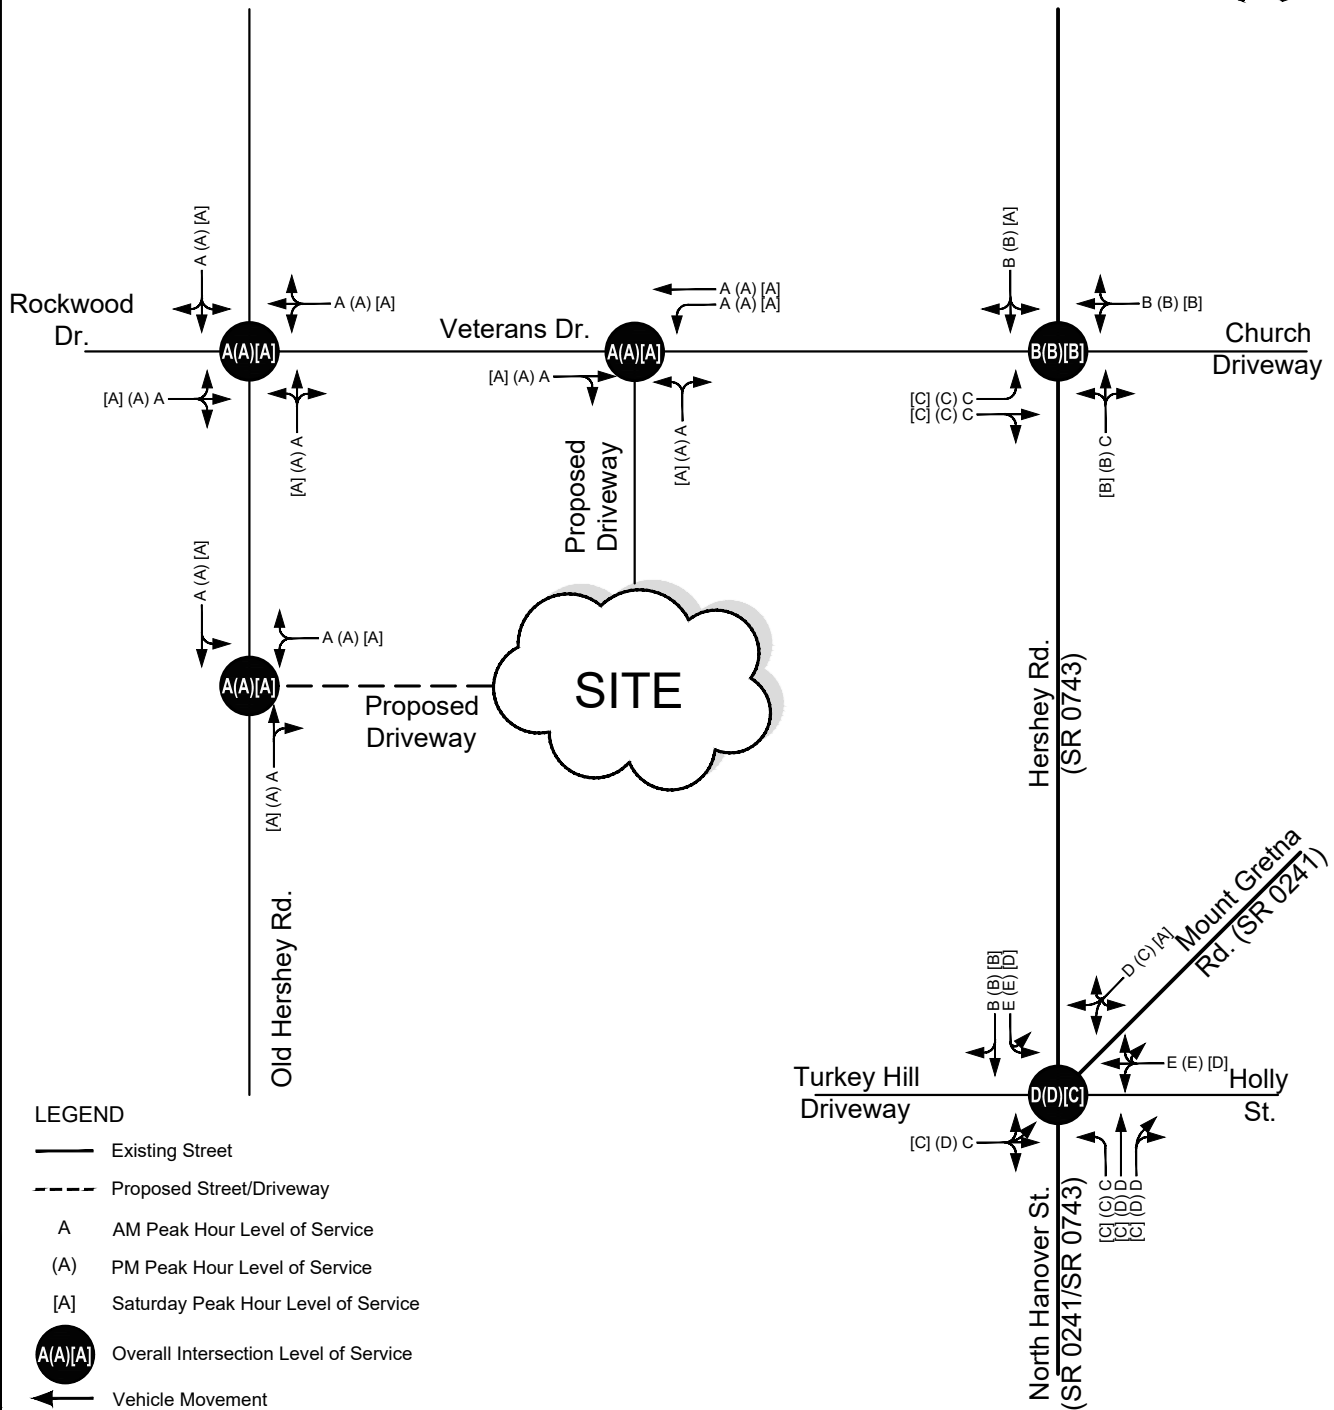 A (A) [A]
B (B) [A]
Rockwood
Dr.
A (A) [A]
Veterans Dr.
A (A) [A]
A (A) [A]
B (B) [B]
Church
Driveway
A(A)[A]
A(A)[A]
B(B)[B]
[A] (A) A
[A] (A) A
[C] (C) C
[C] (C) C
[A] (A) A
[A] (A) A
[B] (B) C
Proposed
Driveway
A (A) [A]
A (A) [A]
A(A)[A]
Proposed
Driveway
SITE
[A] (A) A
Hershey Rd.
(SR 0743)
Old Hershey Rd.
Mount Gretna
Rd. (SR 0241)
D (C) [A]
B (B) [B]
E (E) [D]
E (E) [D]
Turkey Hill
Driveway
D(D)[C]
Holly
St.
[C] (D) C
[C] (C) C
[C] (D) D
[C] (D) D
North Hanover St.
(SR 0241/SR 0743)
LEGEND
Existing Street
Proposed Street/Driveway
A AM Peak Hour Level of Service
(A) PM Peak Hour Level of Service
[A] Saturday Peak Hour Level of Service
A(A)[A] Overall Intersection Level of Service
Vehicle Movement